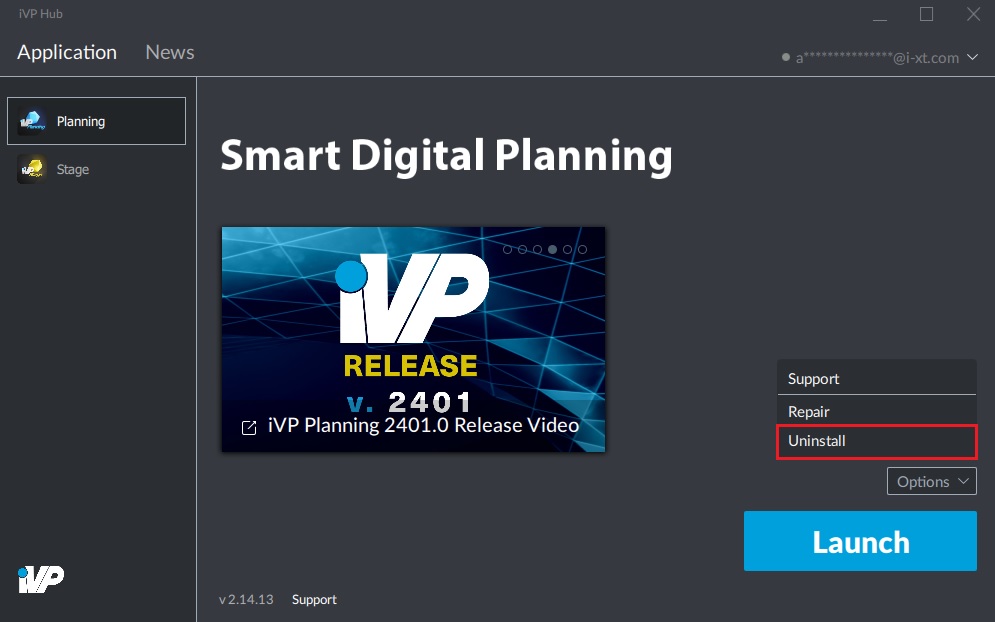 iVP Hub
Application News
a***************@i-xt.com
Planning
Stage
Smart Digital Planning
iVP
RELEASE
v. 2401
iVP Planning 2401.0 Release Video
Support
Repair
Uninstall
Options
Launch
iVP
v 2.14.13 Support